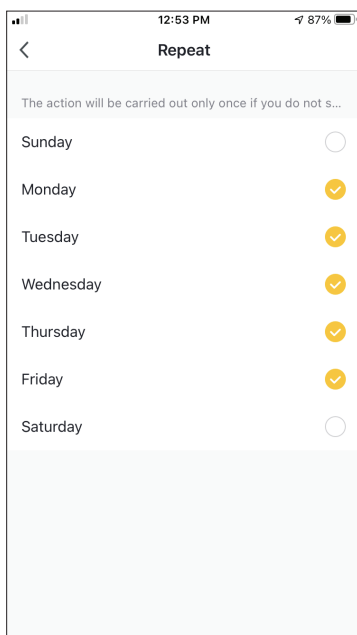 12:53 PM 87%
Repeat
The action will be carried out only once if you do not s...
Sunday
Monday
Tuesday
Wednesday
Thursday
Friday
Saturday